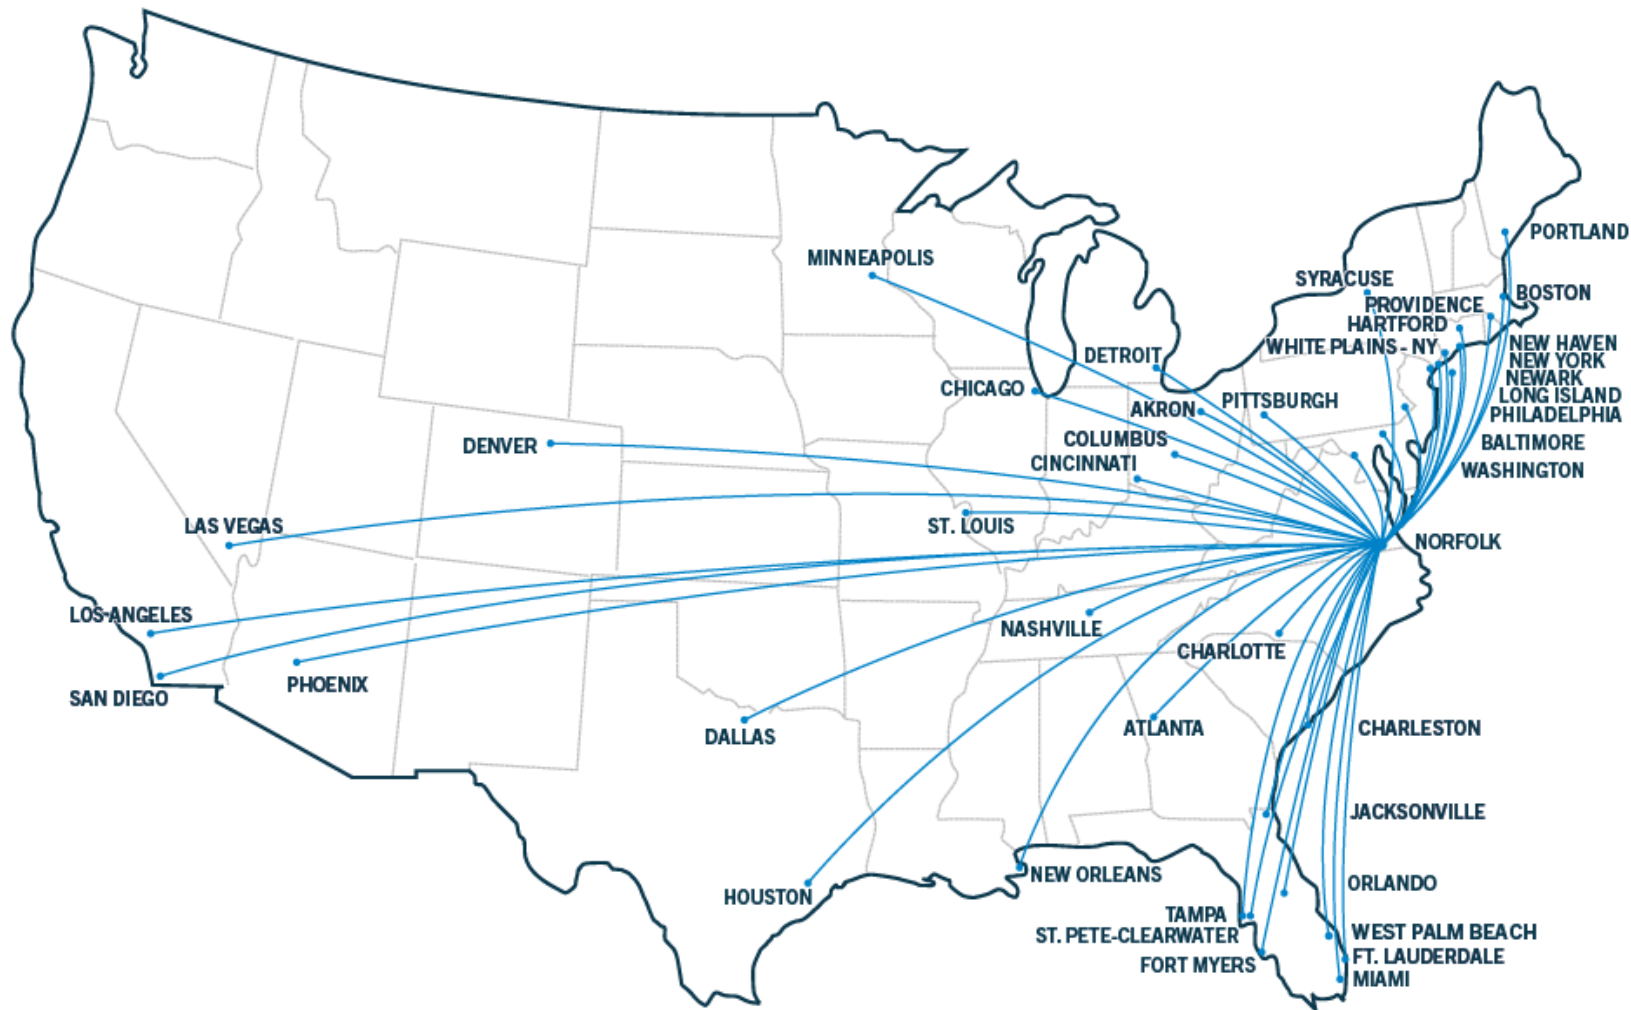 PORTLAND
MINNEAPOLIS
SYRACUSE
BOSTON
PROVIDENCE
HARTFORD
WHITE PLAINS - NY
NEW HAVEN
DETROIT
NEW YORK
NEWARK
CHICAGO
LONG ISLAND
AKRON
PITTSBURGH
PHILADELPHIA
COLUMBUS
BALTIMORE
DENVER
CINCINNATI
WASHINGTON
LAS VEGAS
ST. LOUIS
NORFOLK
LOS ANGELES
NASHVILLE
CHARLOTTE
PHOENIX
SAN DIEGO
ATLANTA
CHARLESTON
DALLAS
JACKSONVILLE
NEW ORLEANS
ORLANDO
HOUSTON
TAMPA
ST. PETE-CLEARWATER
WEST PALM BEACH
FT. LAUDERDALE
FORT MYERS
MIAMI